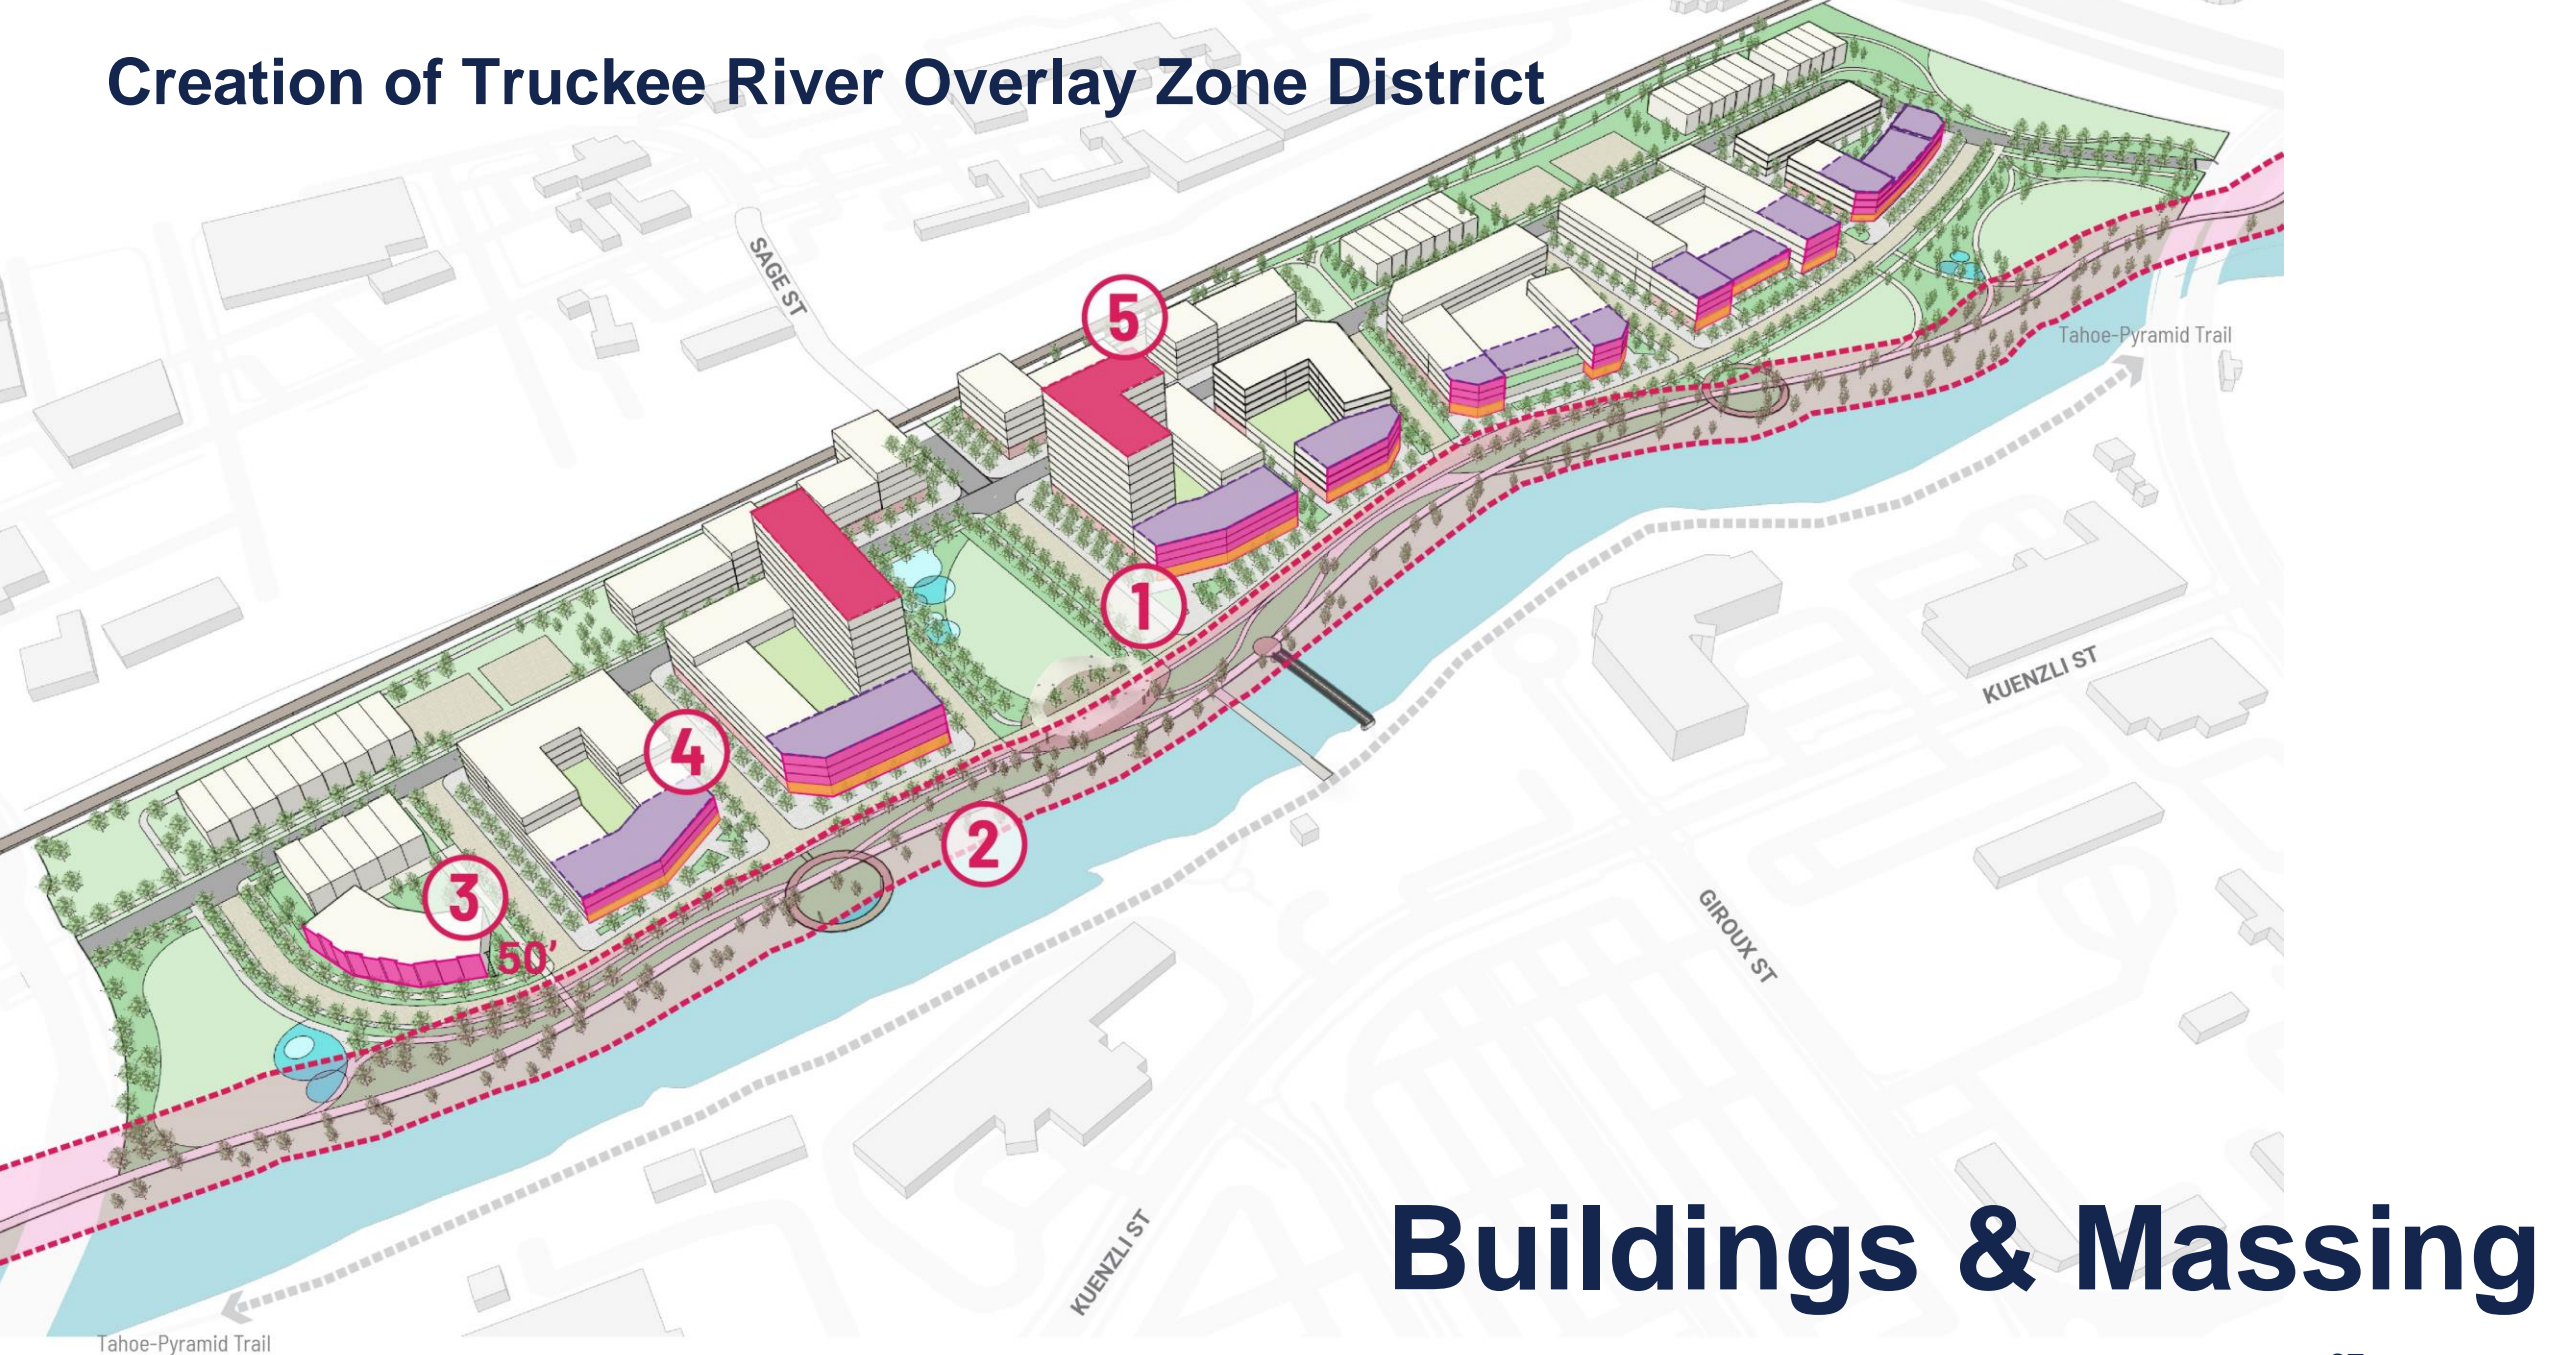 Creation of Truckee River Overlay Zone District
SAGE ST
5
Tahoe-Pyramid Trail
1
KUENZLI ST
4
2
3
50'
GIROUX ST
KUENZLI ST
Buildings & Massing
Tahoe-Pyramid Trail